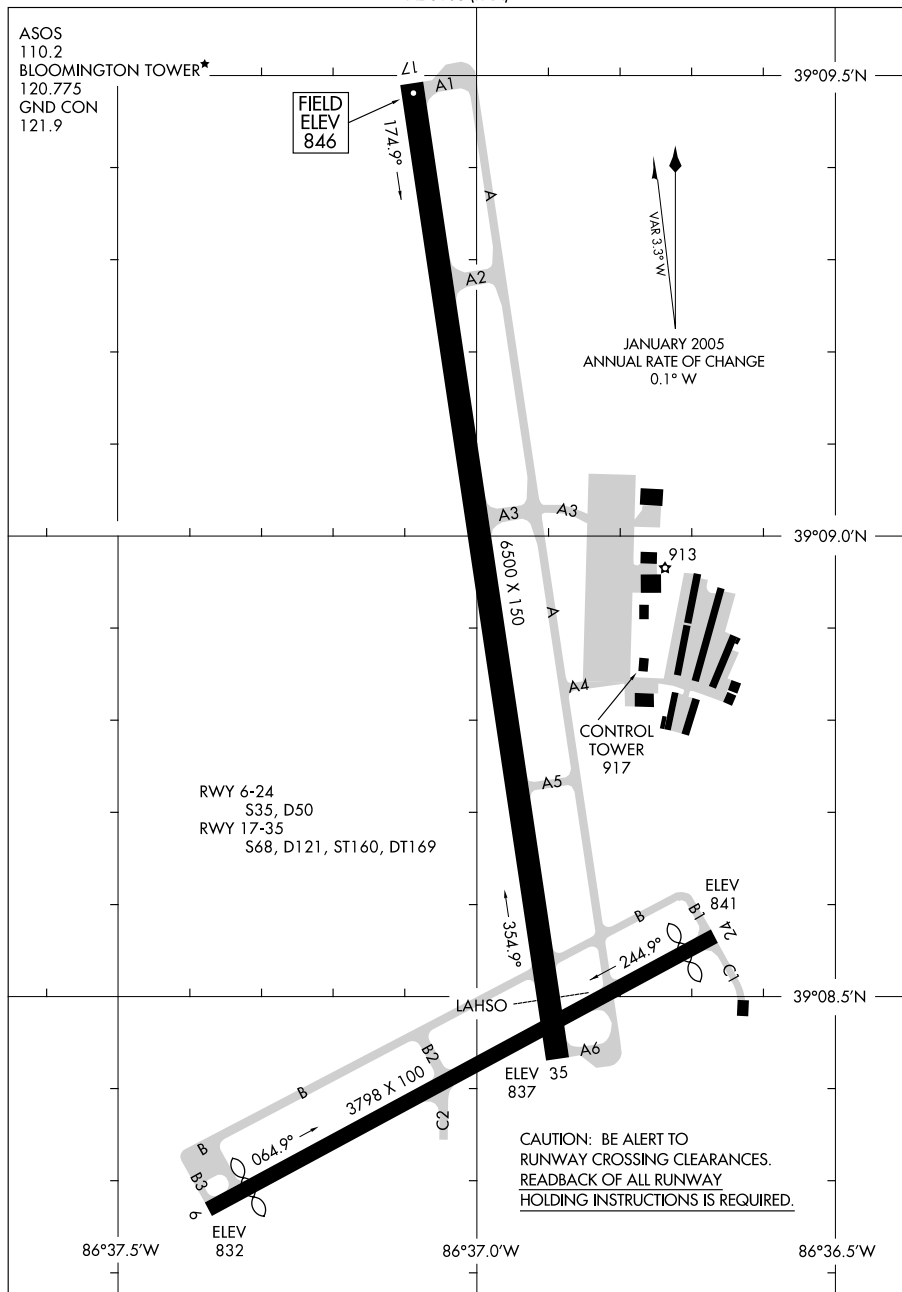 ASOS
110.2
BLOOMINGTON TOWER★
120.775
GND CON
121.9
17
A1
39°09.5'N
FIELD
ELEV
846
174.9°
A
VAR 3.3° W
A2
JANUARY 2005
ANNUAL RATE OF CHANGE
0.1° W
A3
A3
39°09.0'N
913
6500 X 150
A
A4
CONTROL
TOWER
917
A5
RWY 6-24
S35, D50
RWY 17-35
S68, D121, ST160, DT169
ELEV
841
B
B1
24
354.9°
244.9°
C1
LAHSO
39°08.5'N
A6
B2
ELEV
837
35
3798 X 100
B
C2
064.9°
B
B3
6
ELEV
832
CAUTION: BE ALERT TO
RUNWAY CROSSING CLEARANCES.
READBACK OF ALL RUNWAY
HOLDING INSTRUCTIONS IS REQUIRED.
86°37.5'W
86°37.0'W
86°36.5'W